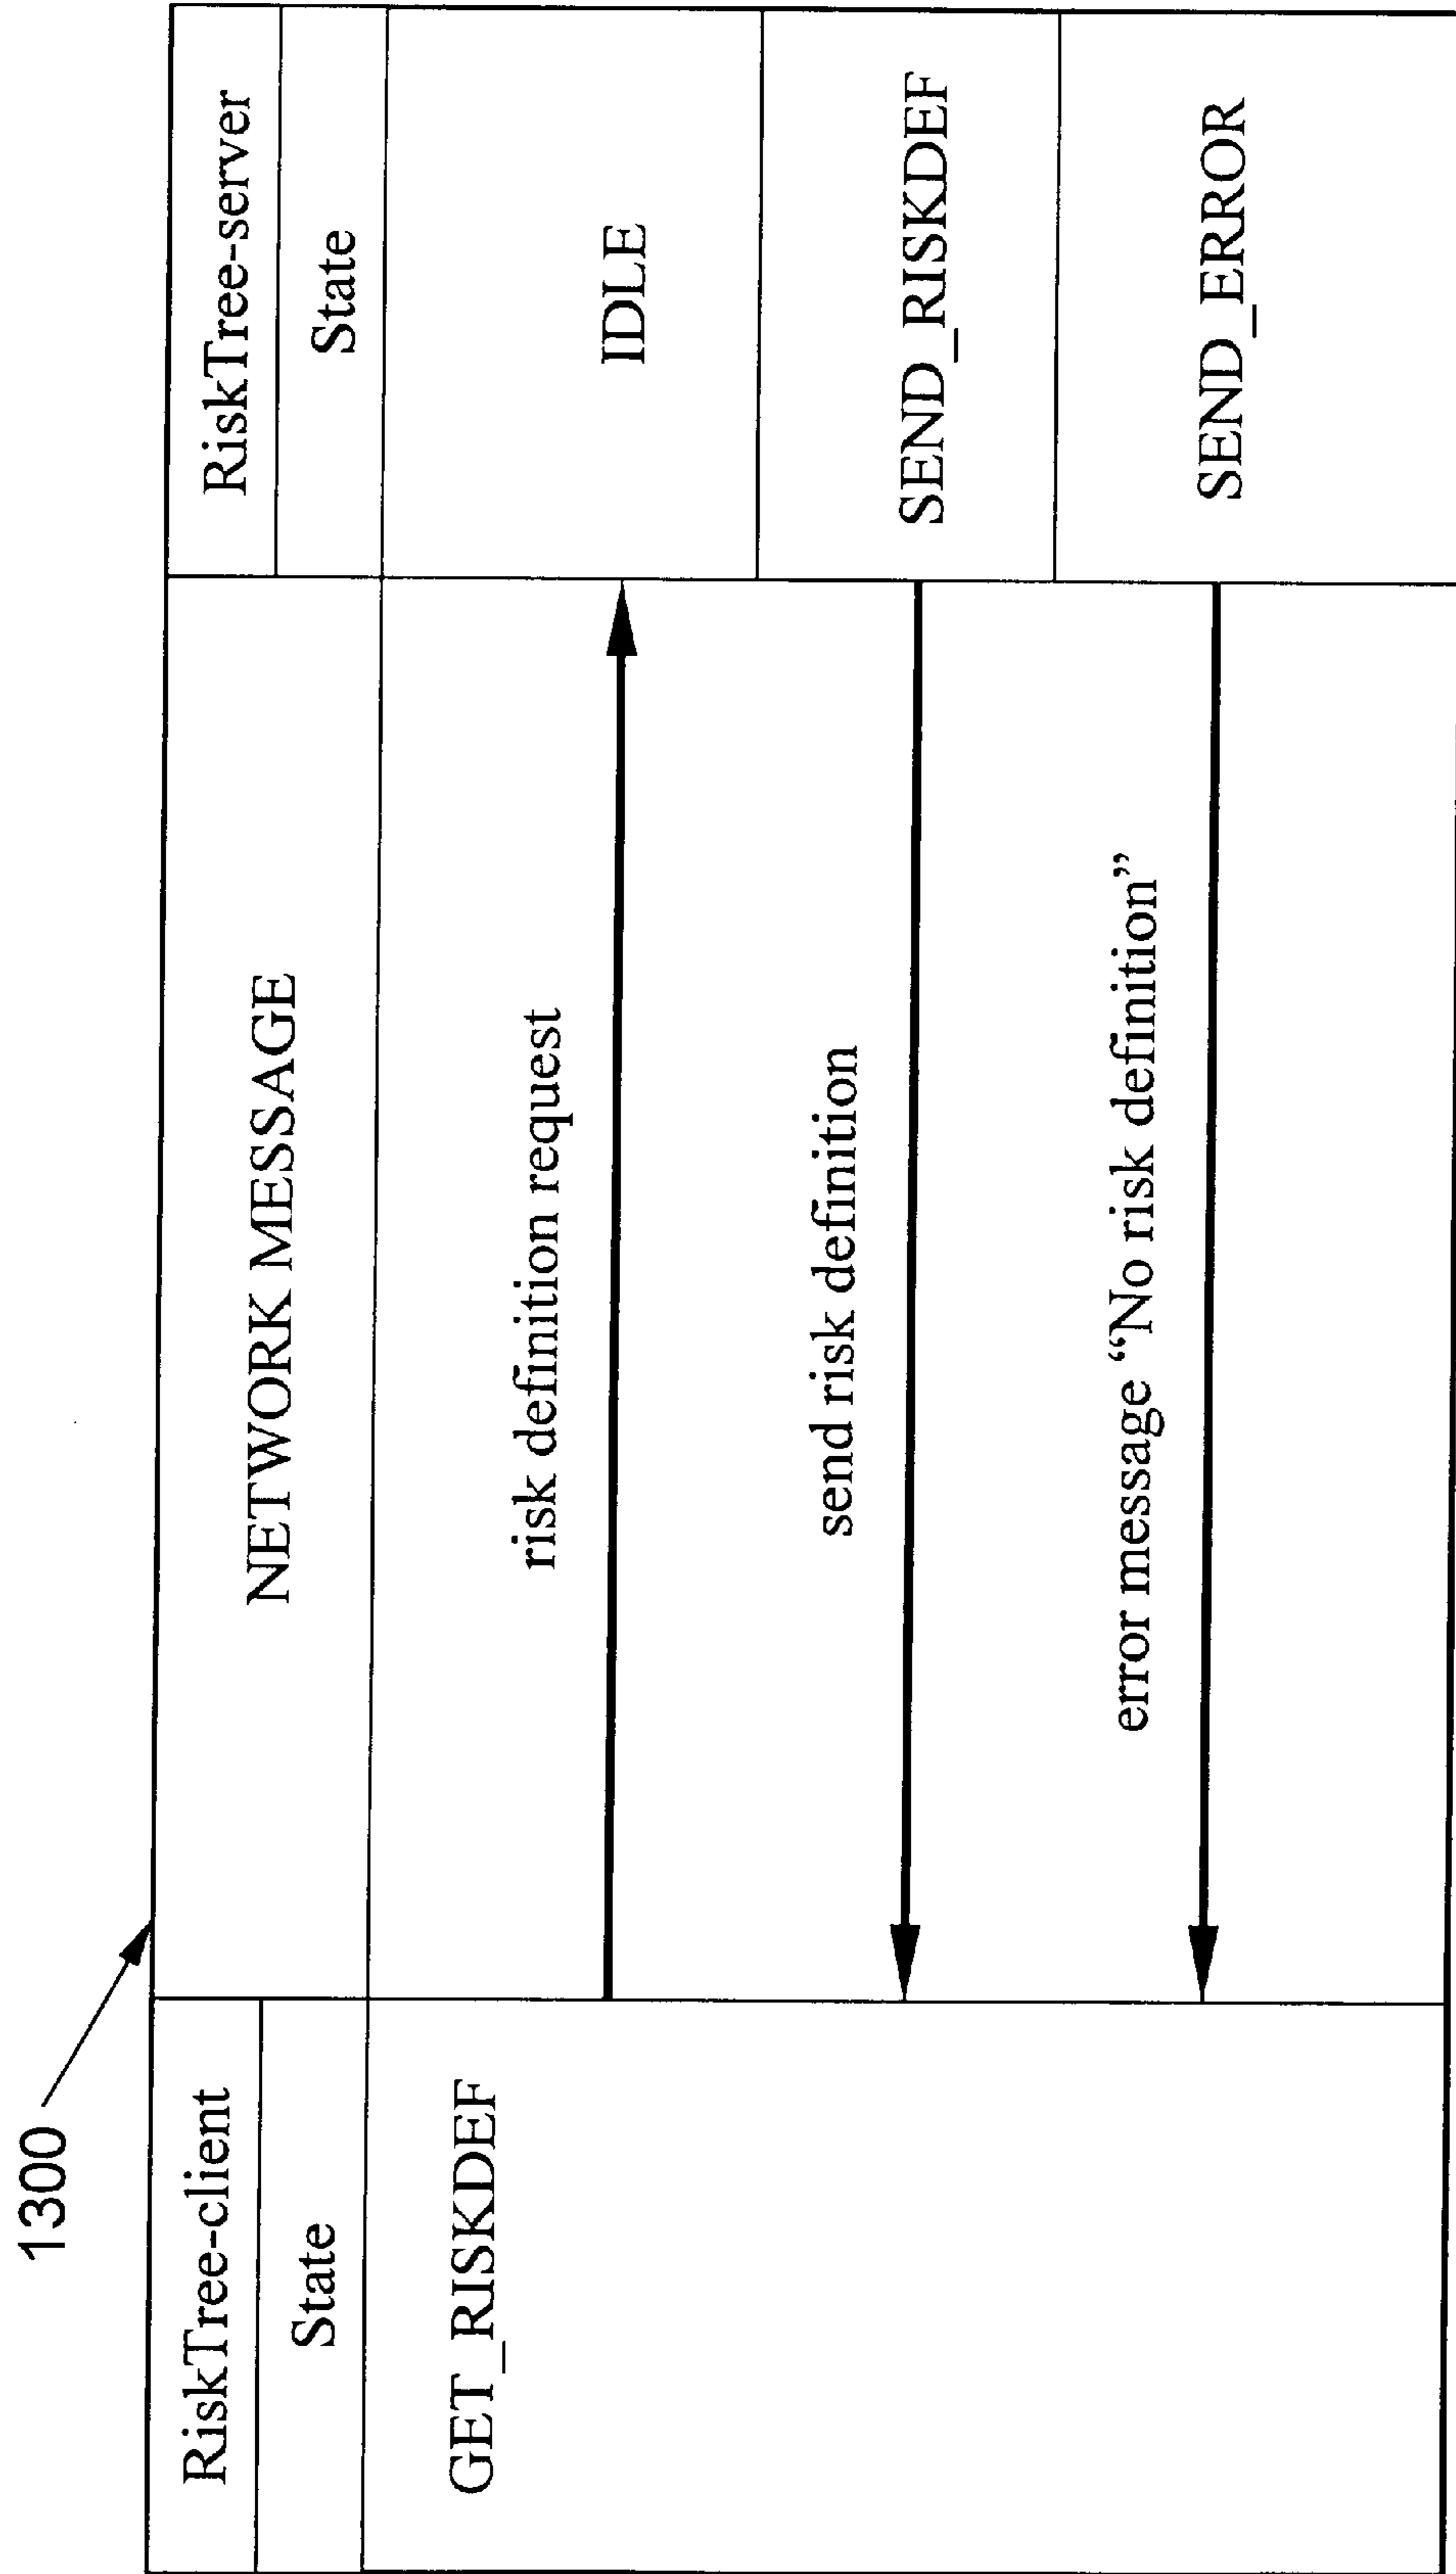 1300
RiskTree-client
NETWORK MESSAGE
RiskTree-server
State
State
GET_RISKDEF
risk definition request
IDLE
send risk definition
SEND_RISKDEF
error message “No risk definition”
SEND_ERROR